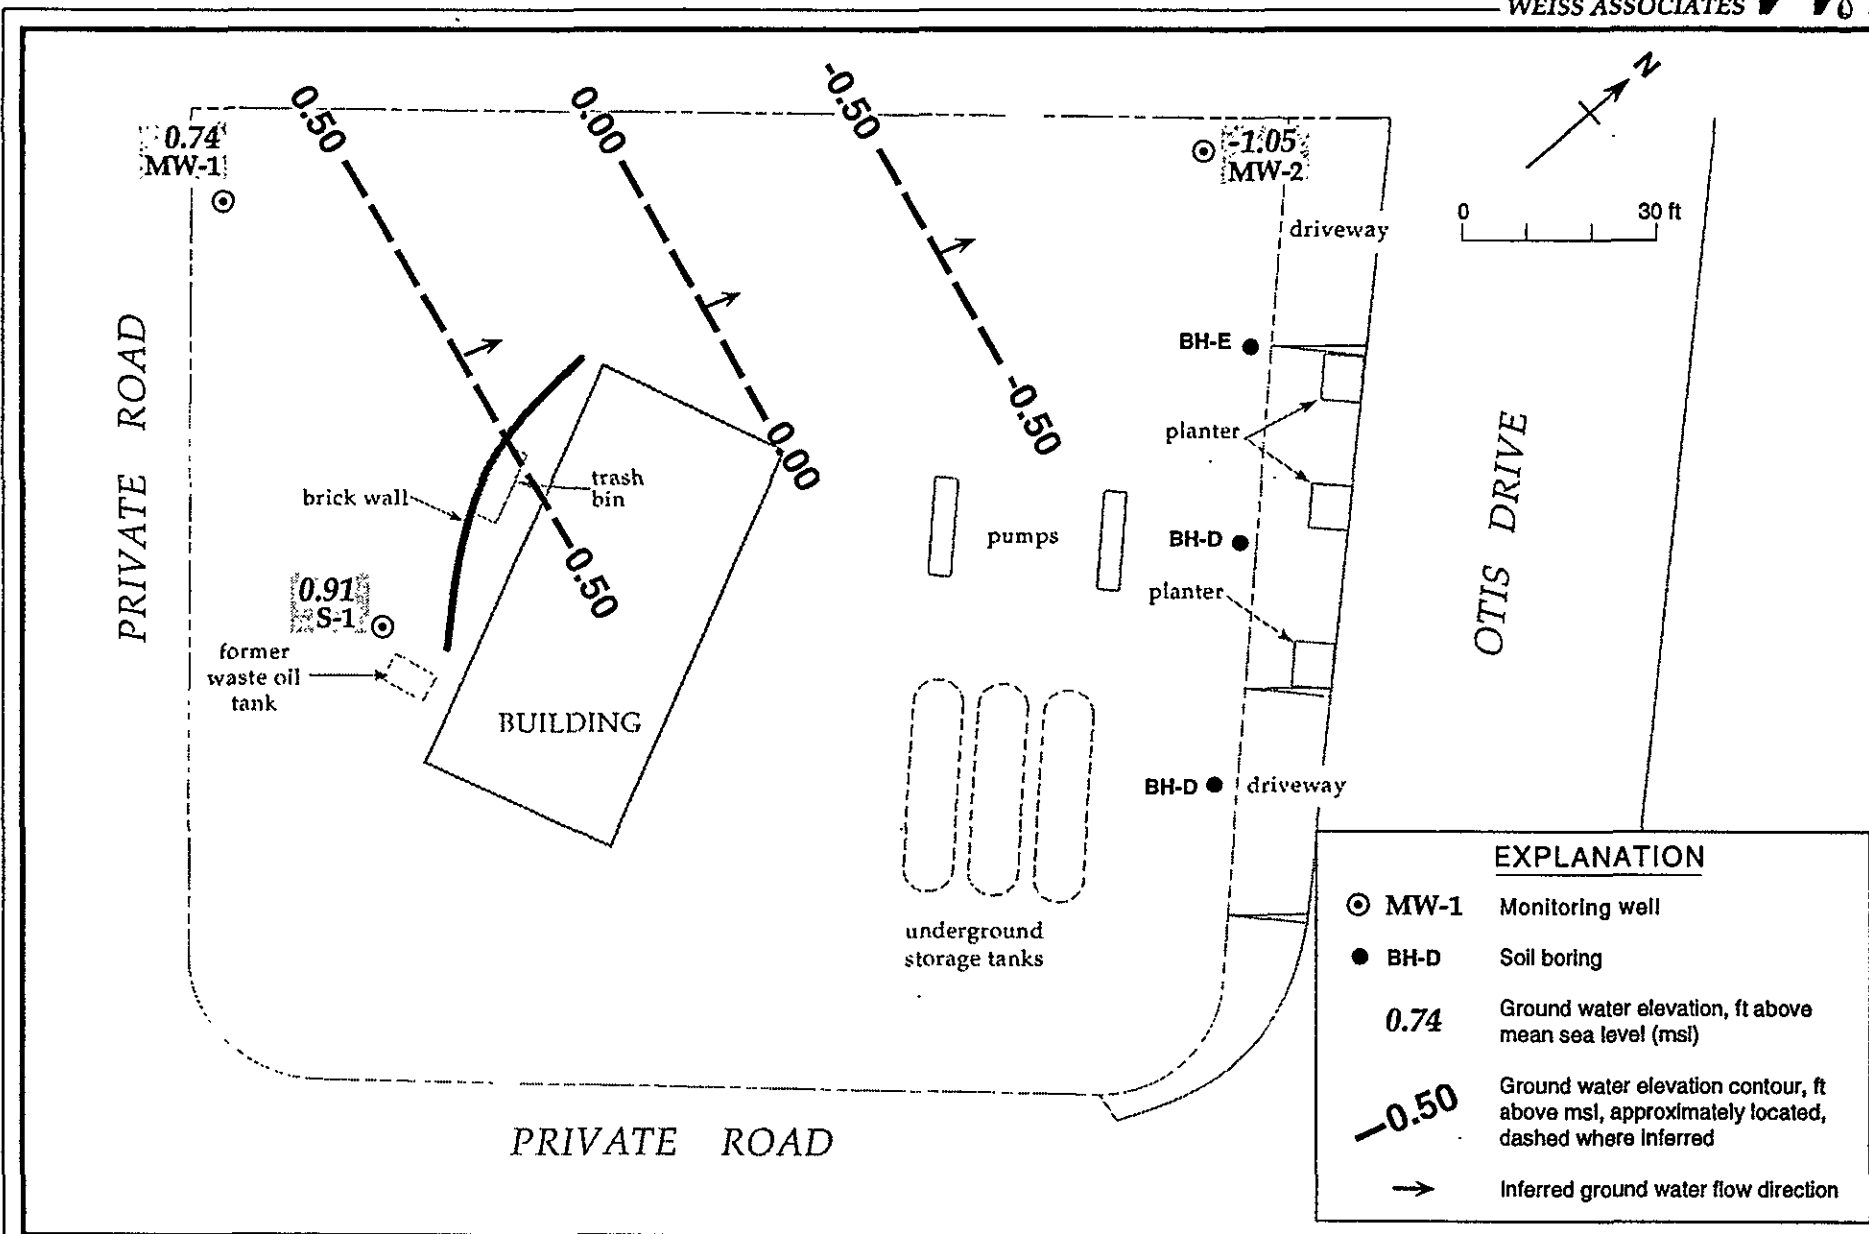 WEISS ASSOCIATES
N
0.50
0.00
-0.50
0.74
MW-1
-1.05
MW-2
driveway
0 30 ft
PRIVATE ROAD
BH-E
planter
-0.50
0.00
brick wall
trash
bin
pumps
BH-D
OTIS DRIVE
0.50
0.91
S-1
planter
former
waste oil
tank
BUILDING
BH-D
driveway
underground
storage tanks
PRIVATE ROAD
EXPLANATION
MW-1 Monitoring well
BH-D Soil boring
0.74 Ground water elevation, ft above
mean sea level (msl)
—0.50 Ground water elevation contour, ft
above msl, approximately located,
dashed where inferred
→ Inferred ground water flow direction